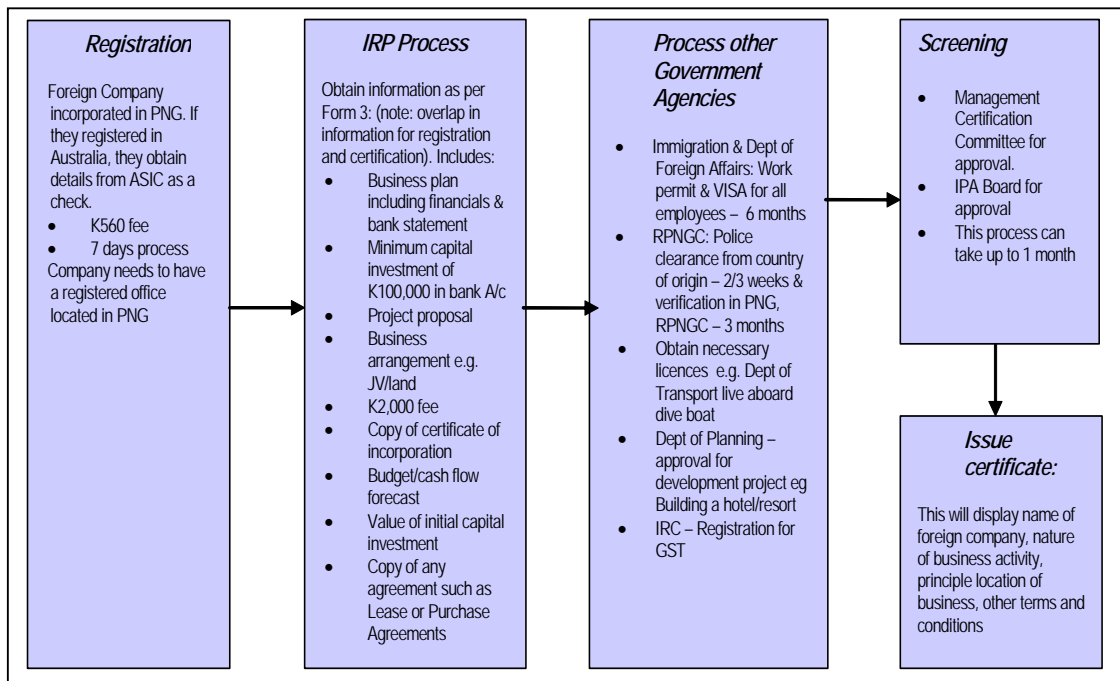 Registration
Foreign Company
incorporated in PNG. If
they registered in
Australia, they obtain
details from ASIC as a
check.
• K560 fee
• 7 days process
Company needs to have
a registered office
located in PNG
IRP Process
Obtain information as per
Form 3: (note: overlap in
information for registration
and certification). Includes:
• Business plan
including financials &
bank statement
• Minimum capital
investment of
K100,000 in bank A/c
• Project proposal
• Business
arrangement e.g.
JV/land
• K2,000 fee
• Copy of certificate of
incorporation
• Budget/cash flow
forecast
• Value of initial capital
investment
• Copy of any
agreement such as
Lease or Purchase
Agreements
Process other
Government
Agencies
• Immigration & Dept of
Foreign Affairs: Work
permit & VISA for all
employees – 6 months
• RPNGC: Police
clearance from country
of origin – 2/3 weeks &
verification in PNG,
RPNGC – 3 months
• Obtain necessary
licences e.g. Dept of
Transport live aboard
dive boat
• Dept of Planning –
approval for
development project eg
Building a hotel/resort
• IRC – Registration for
GST
Screening
• Management
Certification
Committee for
approval.
• IPA Board for
approval
• This process can
take up to 1 month
Issue
certificate:
This will display name of
foreign company, nature
of business activity,
principle location of
business, other terms and
conditions